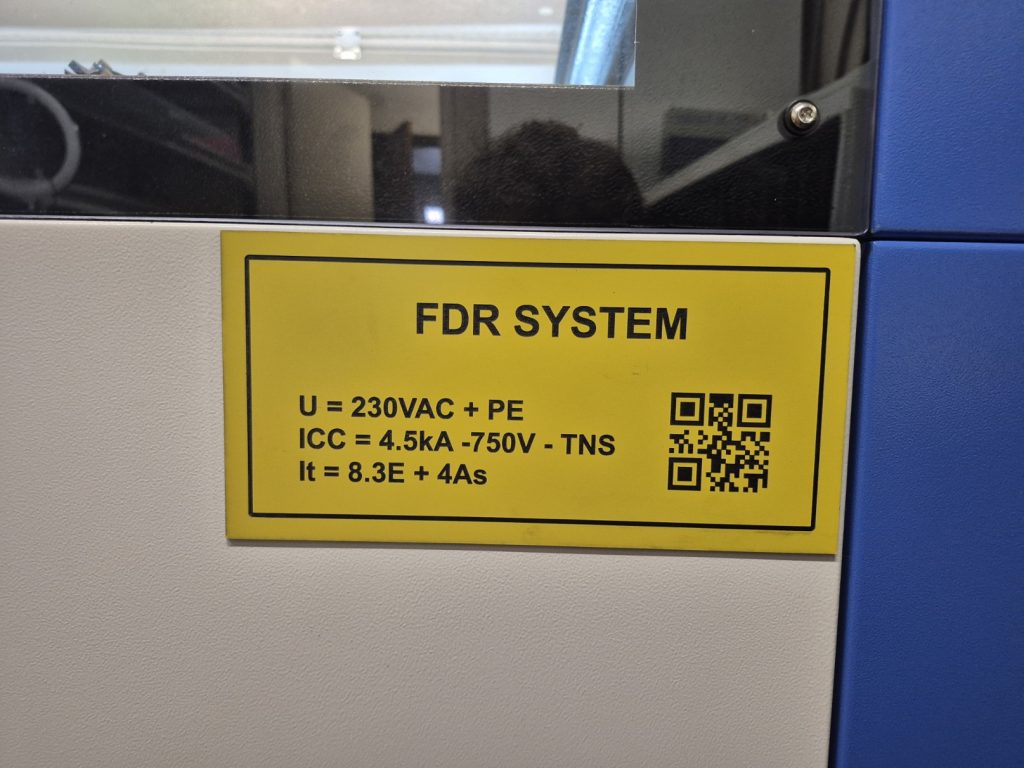 FDR SYSTEM
U = 230VAC + PE
ICC = 4.5kA -750V - TNS
It = 8.3E + 4As